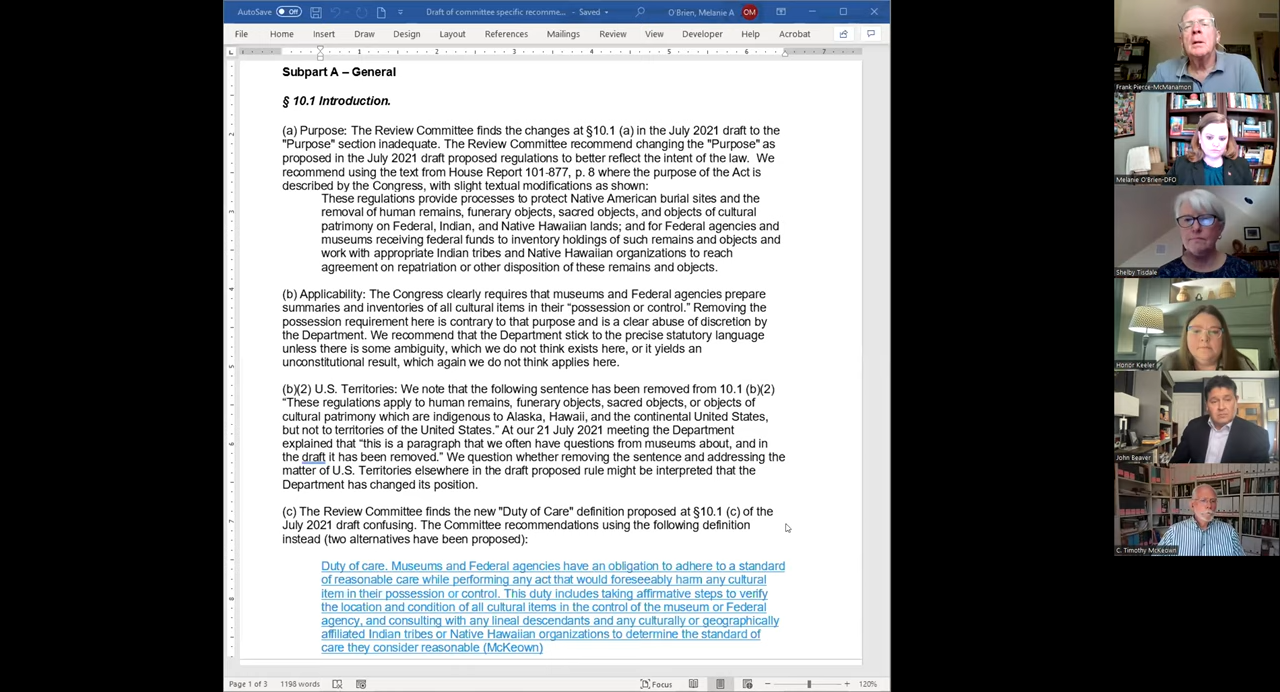 AutoSave Off Draft of committee specific recomme... - Saved O'Brien, Melanie A OM
File Home Insert Draw Design Layout References Mailings Review View Developer Help Acrobat
1 2 3 4 5 6 7
Subpart A – General
§ 10.1 Introduction.
(a) Purpose: The Review Committee finds the changes at §10.1 (a) in the July 2021 draft to the
"Purpose" section inadequate. The Review Committee recommend changing the "Purpose" as
proposed in the July 2021 draft proposed regulations to better reflect the intent of the law. We
recommend using the text from House Report 101-877, p. 8 where the purpose of the Act is
described by the Congress, with slight textual modifications as shown:
These regulations provide processes to protect Native American burial sites and the
removal of human remains, funerary objects, sacred objects, and objects of cultural
patrimony on Federal, Indian, and Native Hawaiian lands; and for Federal agencies and
museums receiving federal funds to inventory holdings of such remains and objects and
work with appropriate Indian tribes and Native Hawaiian organizations to reach
agreement on repatriation or other disposition of these remains and objects.
(b) Applicability: The Congress clearly requires that museums and Federal agencies prepare
summaries and inventories of all cultural items in their “possession or control.” Removing the
possession requirement here is contrary to that purpose and is a clear abuse of discretion by
the Department. We recommend that the Department stick to the precise statutory language
unless there is some ambiguity, which we do not think exists here, or it yields an
unconstitutional result, which again we do not think applies here.
(b)(2) U.S. Territories: We note that the following sentence has been removed from 10.1 (b)(2)
“These regulations apply to human remains, funerary objects, sacred objects, or objects of
cultural patrimony which are indigenous to Alaska, Hawaii, and the continental United States,
but not to territories of the United States.” At our 21 July 2021 meeting the Department
explained that “this is a paragraph that we often have questions from museums about, and in
the draft it has been removed.” We question whether removing the sentence and addressing the
matter of U.S. Territories elsewhere in the draft proposed rule might be interpreted that the
Department has changed its position.
(c) The Review Committee finds the new "Duty of Care" definition proposed at §10.1 (c) of the
July 2021 draft confusing. The Committee recommendations using the following definition
instead (two alternatives have been proposed):
Duty of care. Museums and Federal agencies have an obligation to adhere to a standard
of reasonable care while performing any act that would foreseeably harm any cultural
item in their possession or control. This duty includes taking affirmative steps to verify
the location and condition of all cultural items in the control of the museum or Federal
agency, and consulting with any lineal descendants and any culturally or geographically
affiliated Indian tribes or Native Hawaiian organizations to determine the standard of
care they consider reasonable (McKeown)
Page 1 of 3 1198 words Focus 120%
Frank Pierce-McManamon
Melanie O'Brien-DFO
Shelby Tisdale
Honor Keeler
John Beaver
C. Timothy McKeown